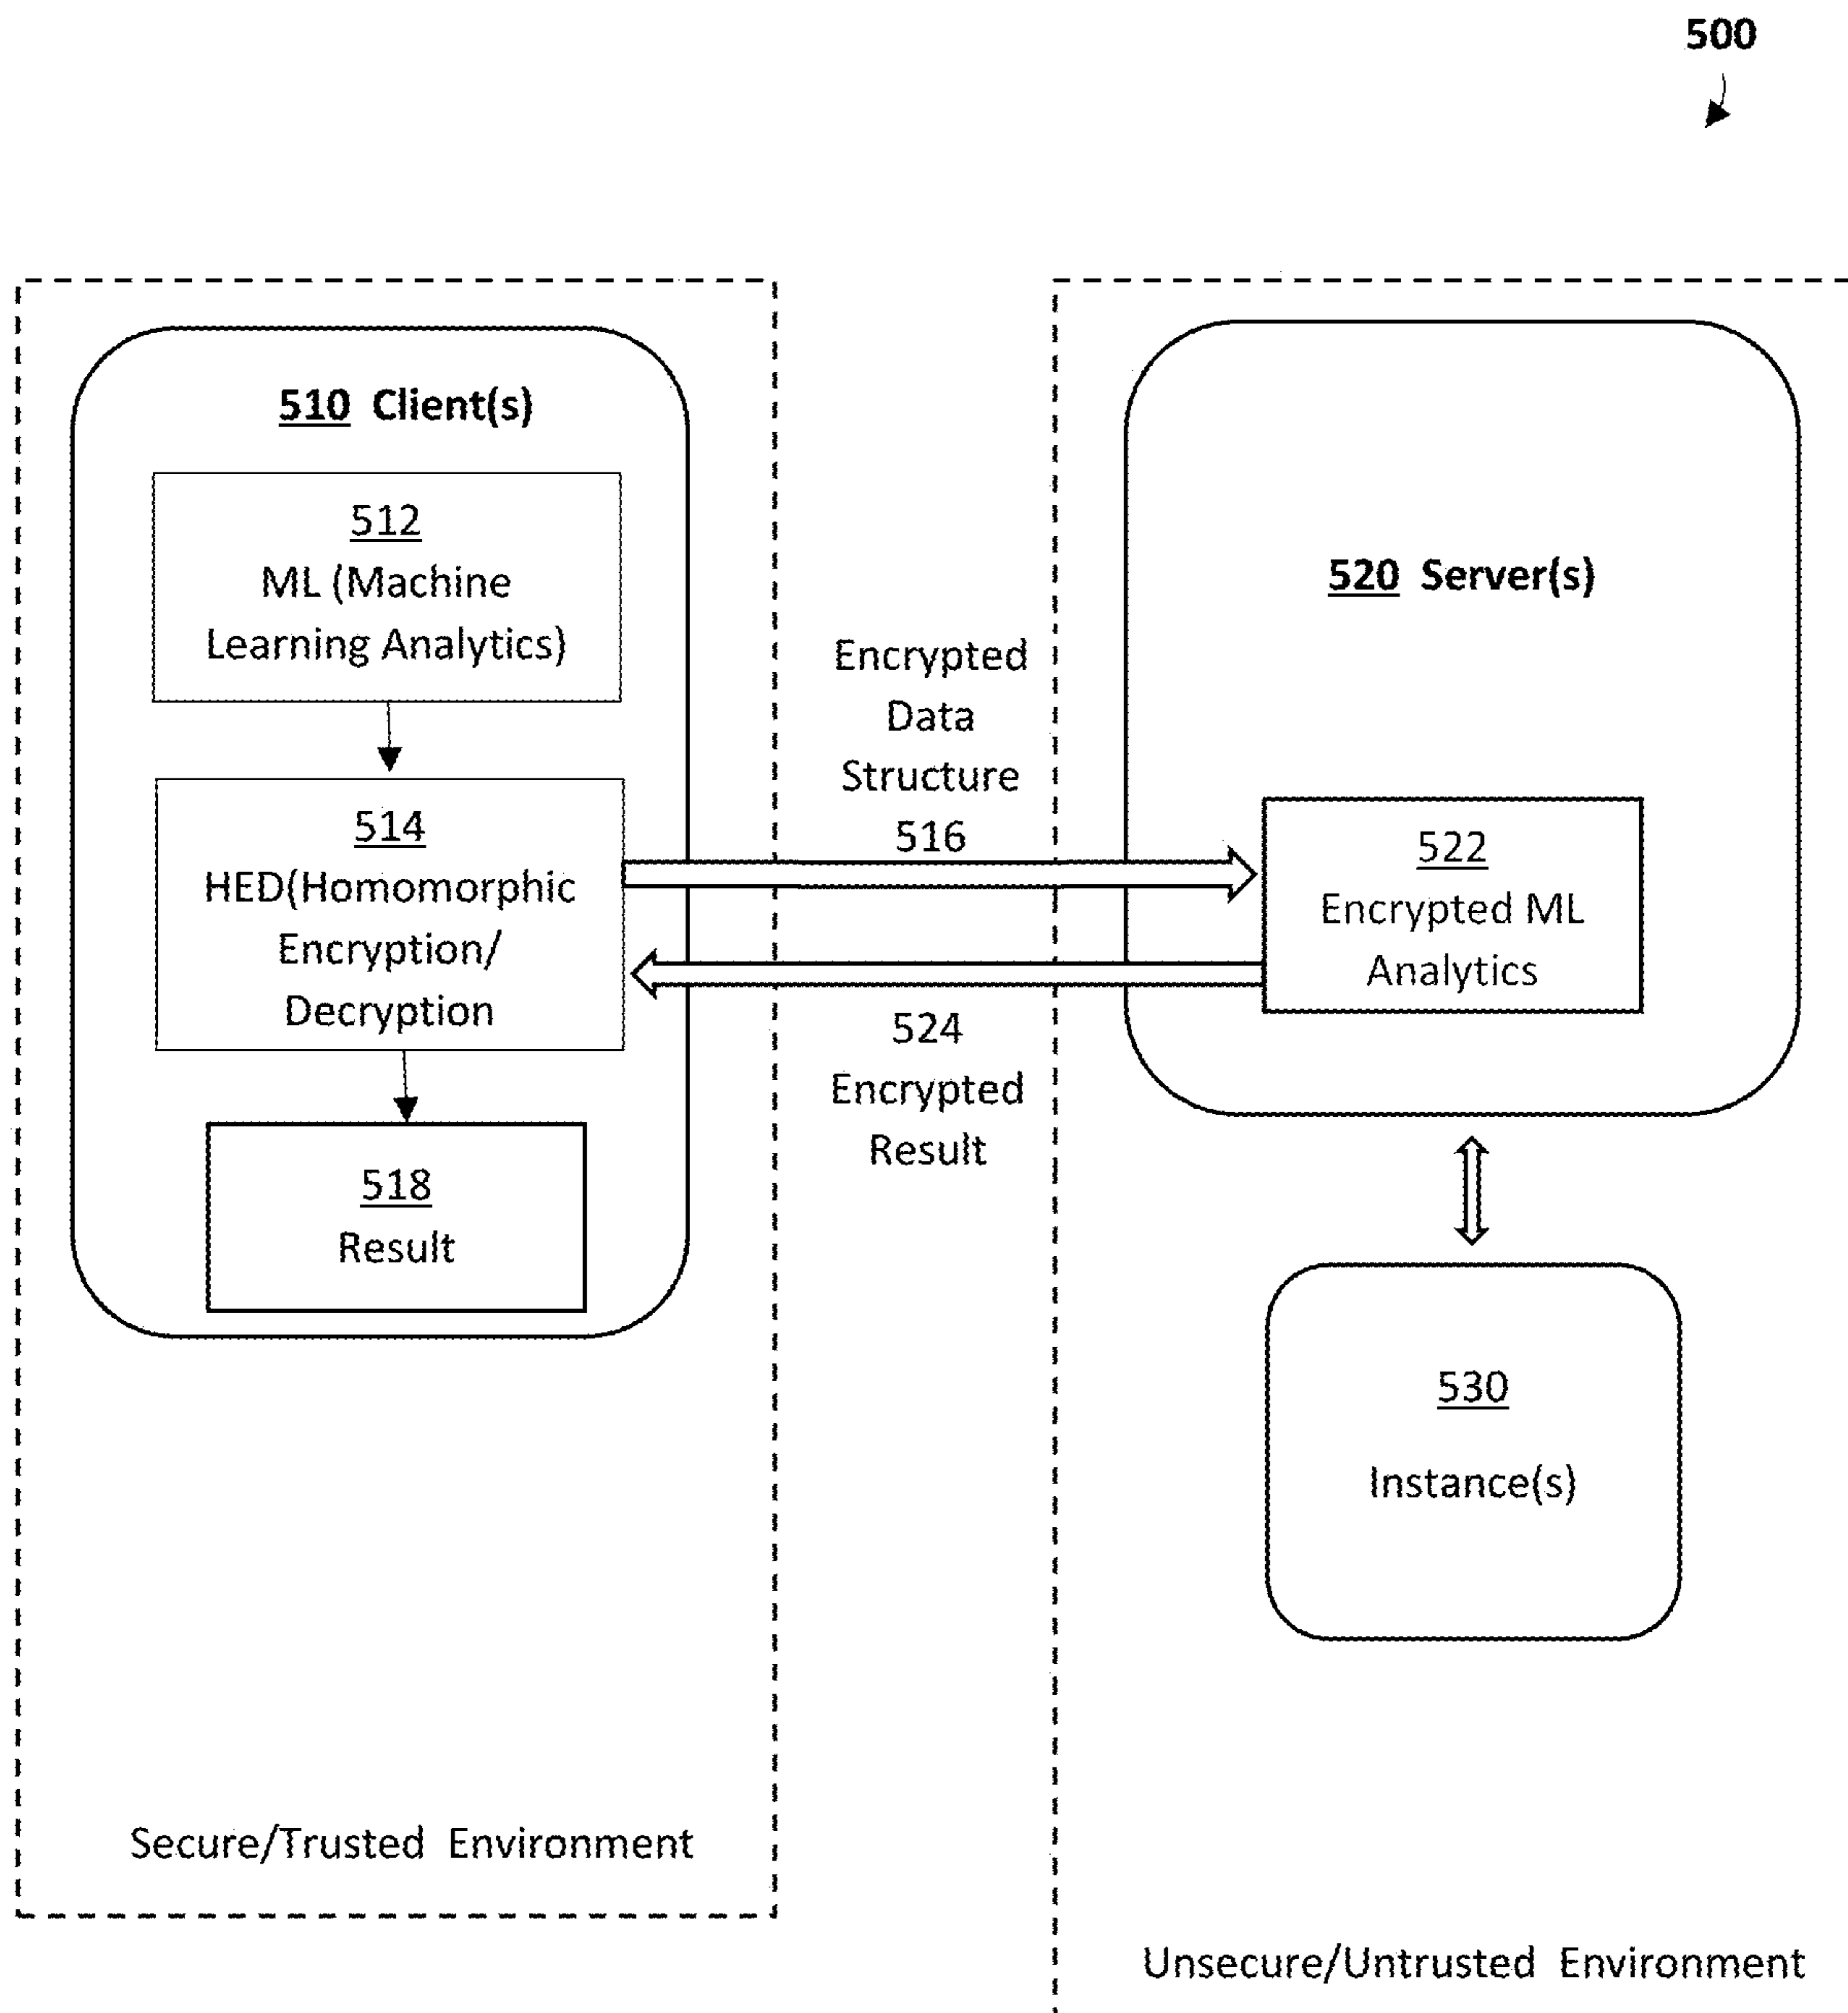 500
510 Client(s)
512
ML (Machine
Learning Analytics)
514
HED(Homomorphic
Encryption/
Decryption
518
Result
Secure/Trusted Environment
Encrypted
Data
Structure
516
524
Encrypted
Result
520 Server(s)
522
Encrypted ML
Analytics
530
Instance(s)
Unsecure/Untrusted Environment